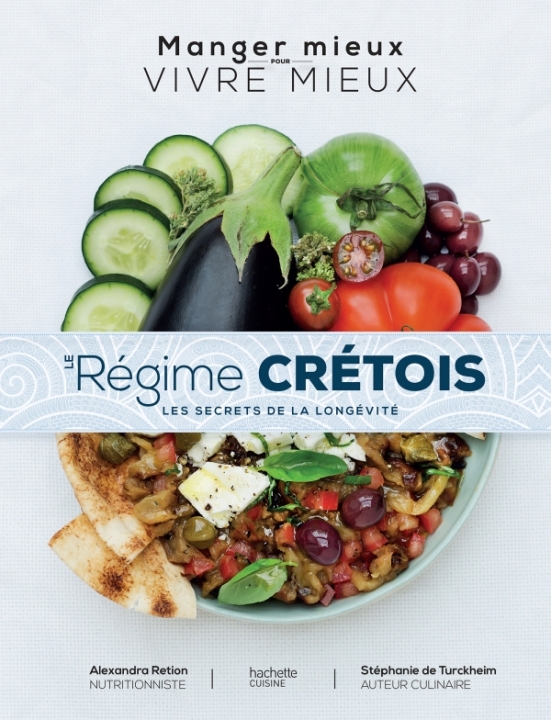 Manger mieux
POUR
VIVRE MIEUX
LE Régime CRÉTOIS
LES SECRETS DE LA LONGÉVITÉ
Alexandra Retion
NUTRITIONNISTE
hachette
CUISINE
Stéphanie de Turckheim
AUTEUR CULINAIRE